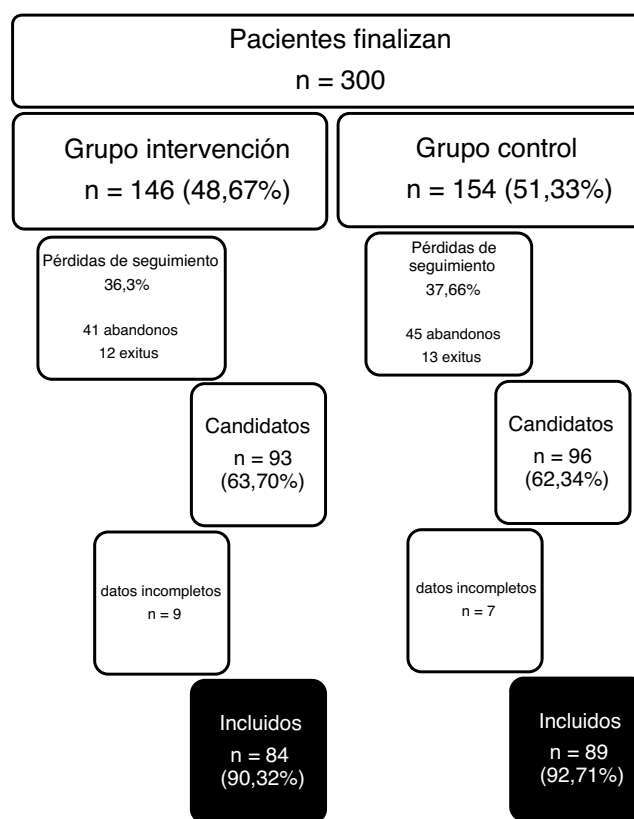 Pacientes finalizan
n = 300
Grupo intervención
n = 146 (48,67%)
Grupo control
n = 154 (51,33%)
Pérdidas de seguimiento
36,3%
41 abandonos
12 exitus
Pérdidas de
seguimiento
37,66%
45 abandonos
13 exitus
Candidatos
n = 93
(63,70%)
Candidatos
n = 96
(62,34%)
datos incompletos
n = 9
datos incompletos
n = 7
Incluidos
n = 84
(90,32%)
Incluidos
n = 89
(92,71%)